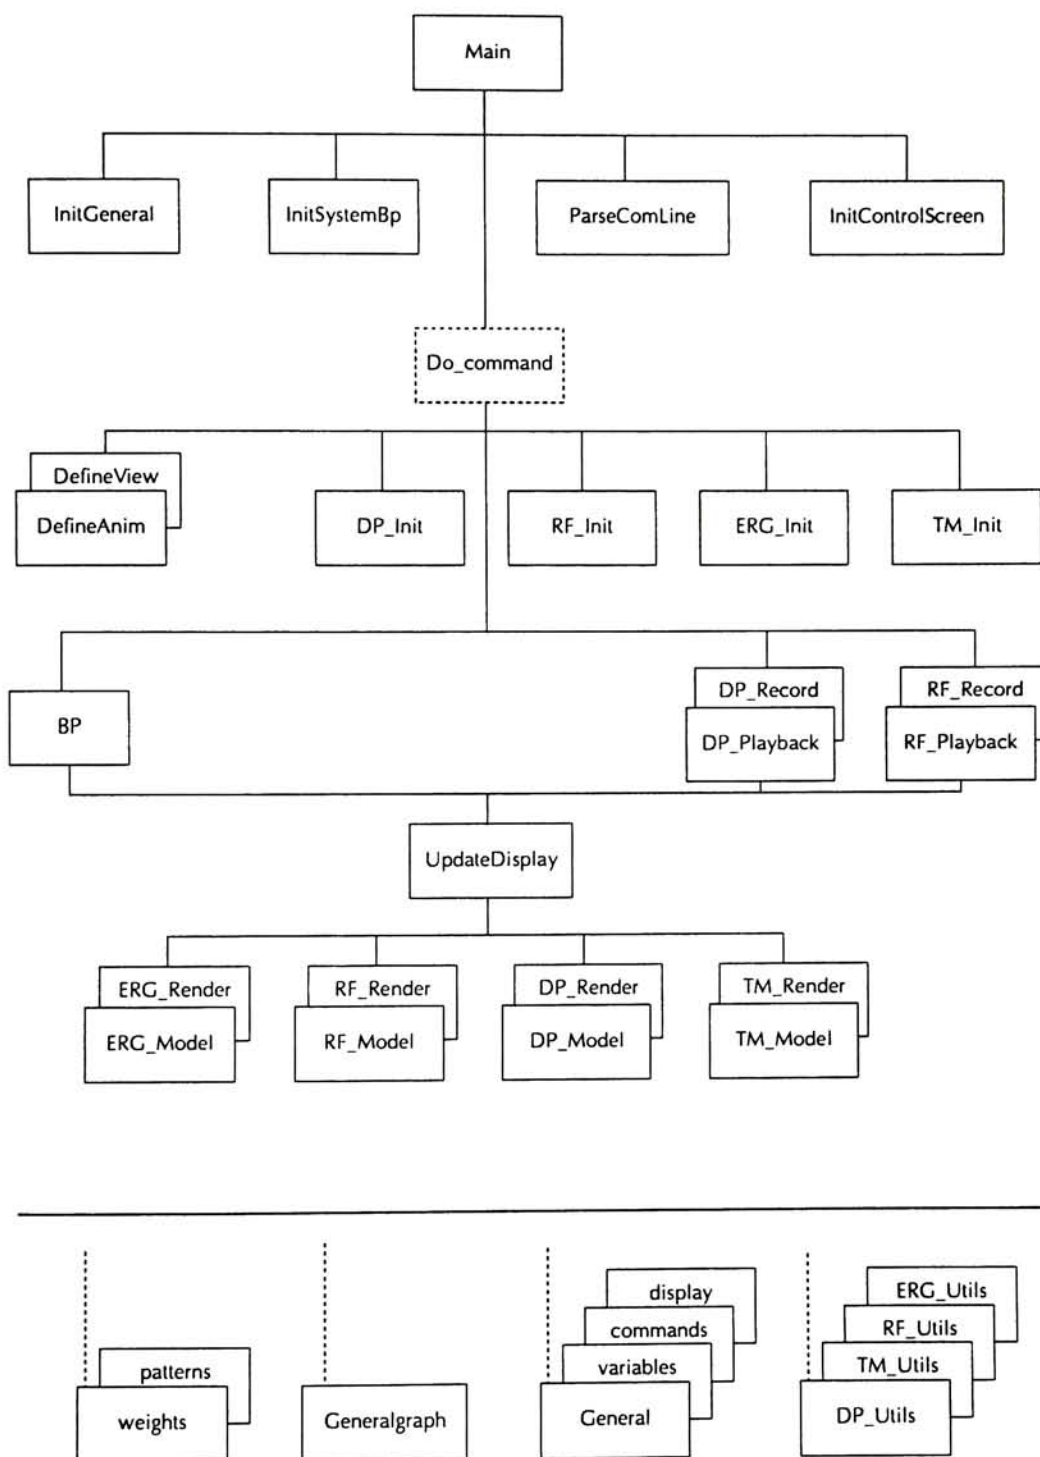 Main
InitGeneral
InitSystemBp
ParseComLine
InitControlScreen
Do_command
DefineView
DefineAnim
DP_Init
RF_Init
ERG_Init
TM_Init
BP
DP_Record
DP_Playback
RF_Record
RF_Playback
UpdateDisplay
ERG_Render
ERG_Model
RF_Render
RF_Model
DP_Render
DP_Model
TM_Render
TM_Model
patterns
weights
Generalgraph
display
commands
variables
General
ERG_Utils
RF_Utils
TM_Utils
DP_Utils